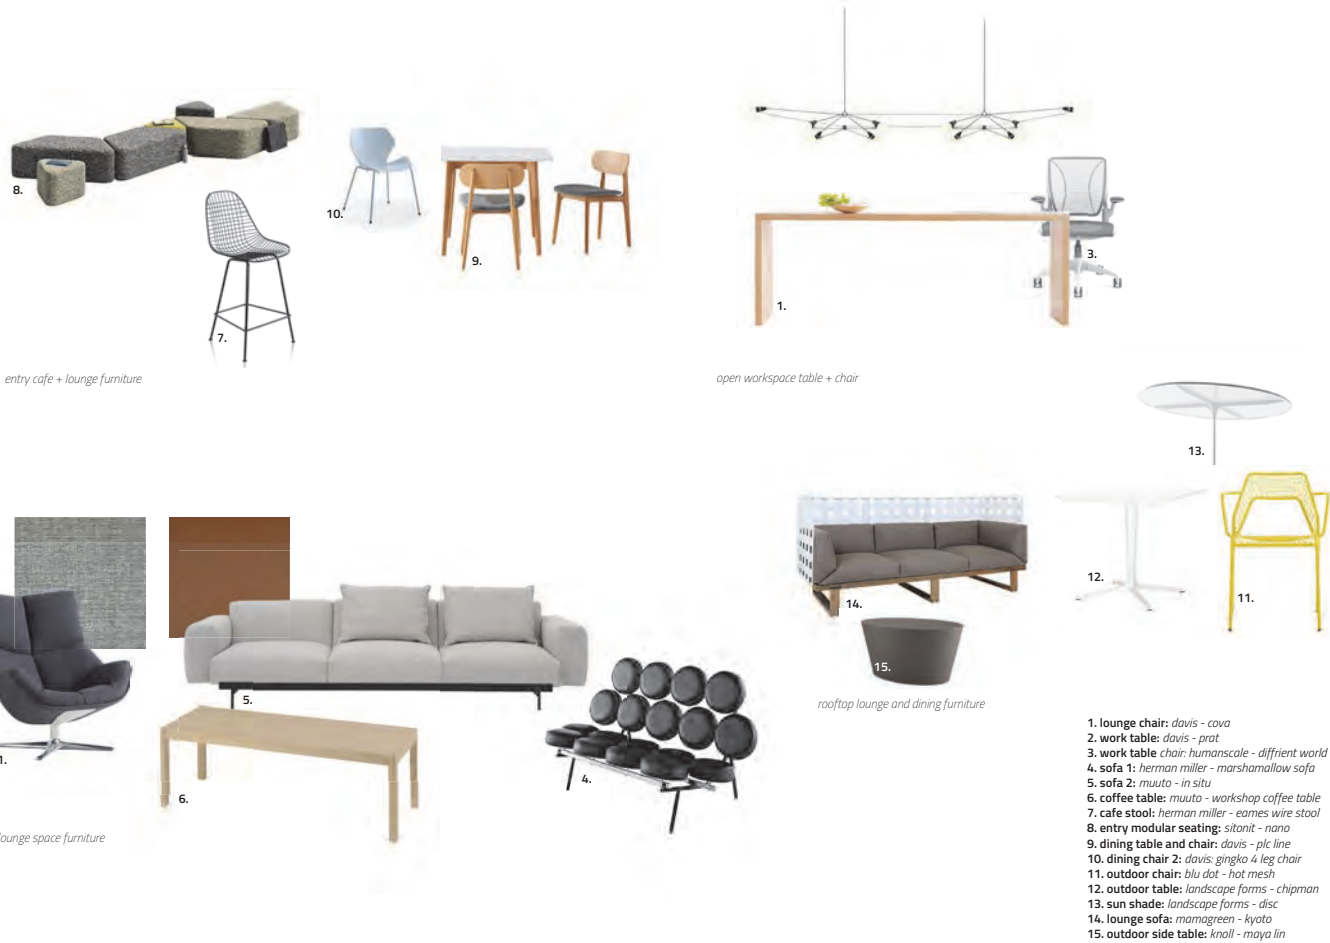 8.
10.
9.
7.
entry cafe + lounge furniture
3.
1.
open workspace table + chair
13.
12.
11.
14.
15.
rooftop lounge and dining furniture
5.
1.
6.
4.
lounge space furniture
1. lounge chair: davis - cova
2. work table: davis - prat
3. work table chair: humanscale - diffrient world
4. sofa 1: herman miller - marshamallow sofa
5. sofa 2: muuto - in situ
6. coffee table: muuto - workshop coffee table
7. cafe stool: herman miller - eames wire stool
8. entry modular seating: sitonit - nano
9. dining table and chair: davis - plc line
10. dining chair 2: davis: gingko 4 leg chair
11. outdoor chair: blu dot - hot mesh
12. outdoor table: landscape forms - chipman
13. sun shade: landscape forms - disc
14. lounge sofa: mamagreen - kyoto
15. outdoor side table: knoll - maya lin